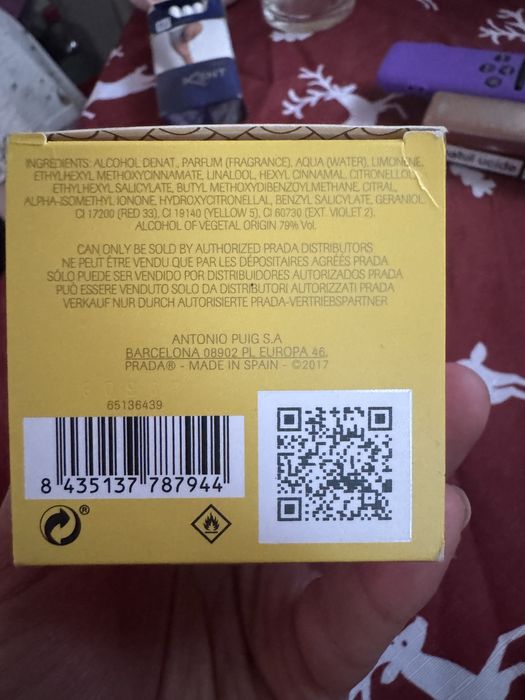 KENT
INGREDIENTS: ALCOHOL DENAT., PARFUM (FRAGRANCE), AQUA (WATER), LIMONENE,
ETHYLHEXYL METHOXYCINNAMATE, LINALOOL, HEXYL CINNAMAL, CITRONELLOL,
ETHYLHEXYL SALICYLATE, BUTYL METHOXYDIBENZOYLMETHANE, CITRAL,
ALPHA-ISOMETHYL IONONE, HYDROXYCITRONELLAL, BENZYL SALICYLATE, GERANIOL.
CI 17200 (RED 33), CI 19140 (YELLOW 5), CI 60730 (EXT. VIOLET 2).
ALCOHOL OF VEGETAL ORIGIN 79% Vol.
CAN ONLY BE SOLD BY AUTHORIZED PRADA DISTRIBUTORS
NE PEUT ÊTRE VENDU QUE PAR LES DÉPOSITAIRES AGRÉÉS PRADA
SÓLO PUEDE SER VENDIDO POR DISTRIBUIDORES AUTORIZADOS PRADA
PUÒ ESSERE VENDUTO SOLO DA DISTRIBUTORI AUTORIZZATI PRADA
VERKAUF NUR DURCH AUTORISIERTE PRADA-VERTRIEBSPARTNER
ANTONIO PUIG S.A
BARCELONA 08902 PL. EUROPA 46.
PRADA® - MADE IN SPAIN - ©2017
65136439
8 435137 787944
®
ucide